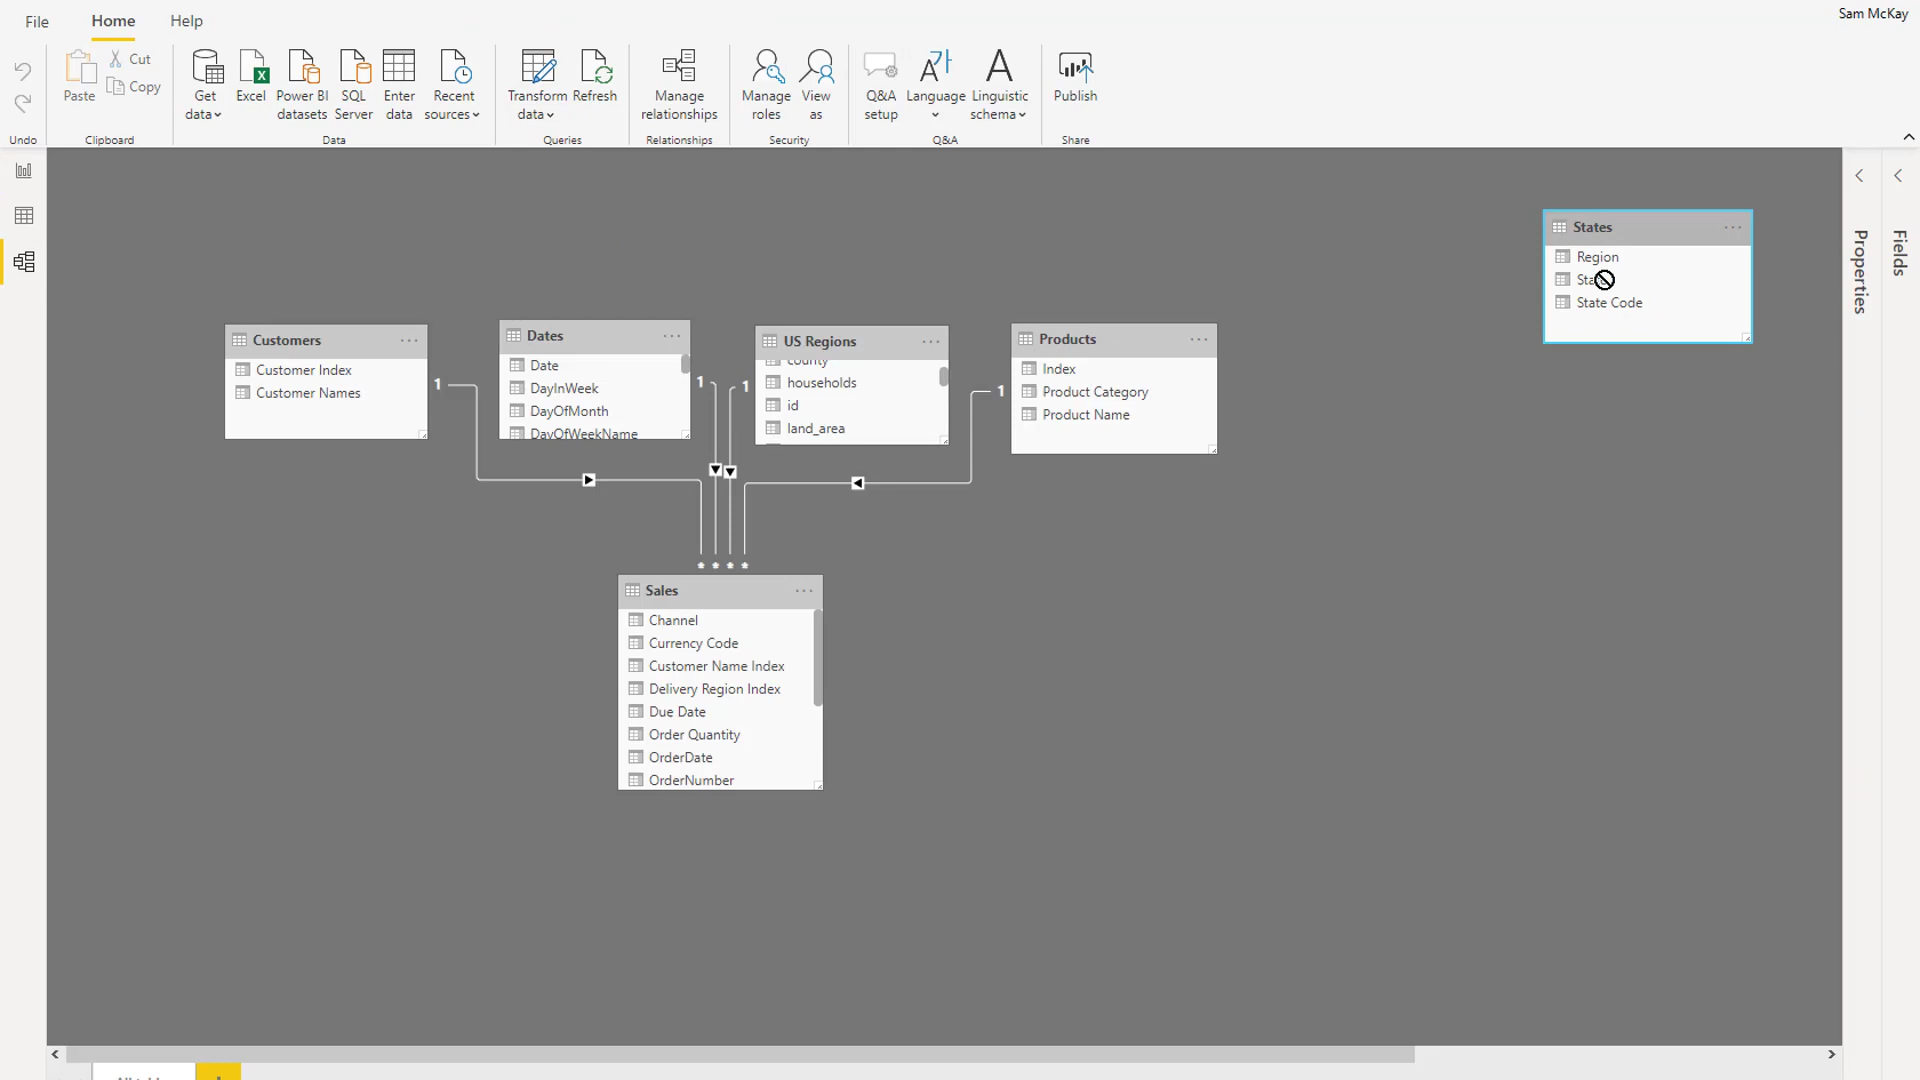 Sam McKay
File
Home
Help
Paste
Cut
Copy
Get data
Excel
Power BI datasets
SQL Server
Enter data
Recent sources
Transform data
Refresh
Manage relationships
Manage roles
View as
Q&A setup
Language
Linguistic schema
Publish
Undo
Clipboard
Data
Queries
Relationships
Security
Q&A
Share
Properties
Fields
States
Region
State Code
Customers
Customer Index
Customer Names
Dates
Date
DayInWeek
DayOfMonth
DayOfWeekName
US Regions
county
households
id
land_area
Products
Index
Product Category
Product Name
1
1
1
1
* * * *
Sales
Channel
Currency Code
Customer Name Index
Delivery Region Index
Due Date
Order Quantity
OrderDate
OrderNumber